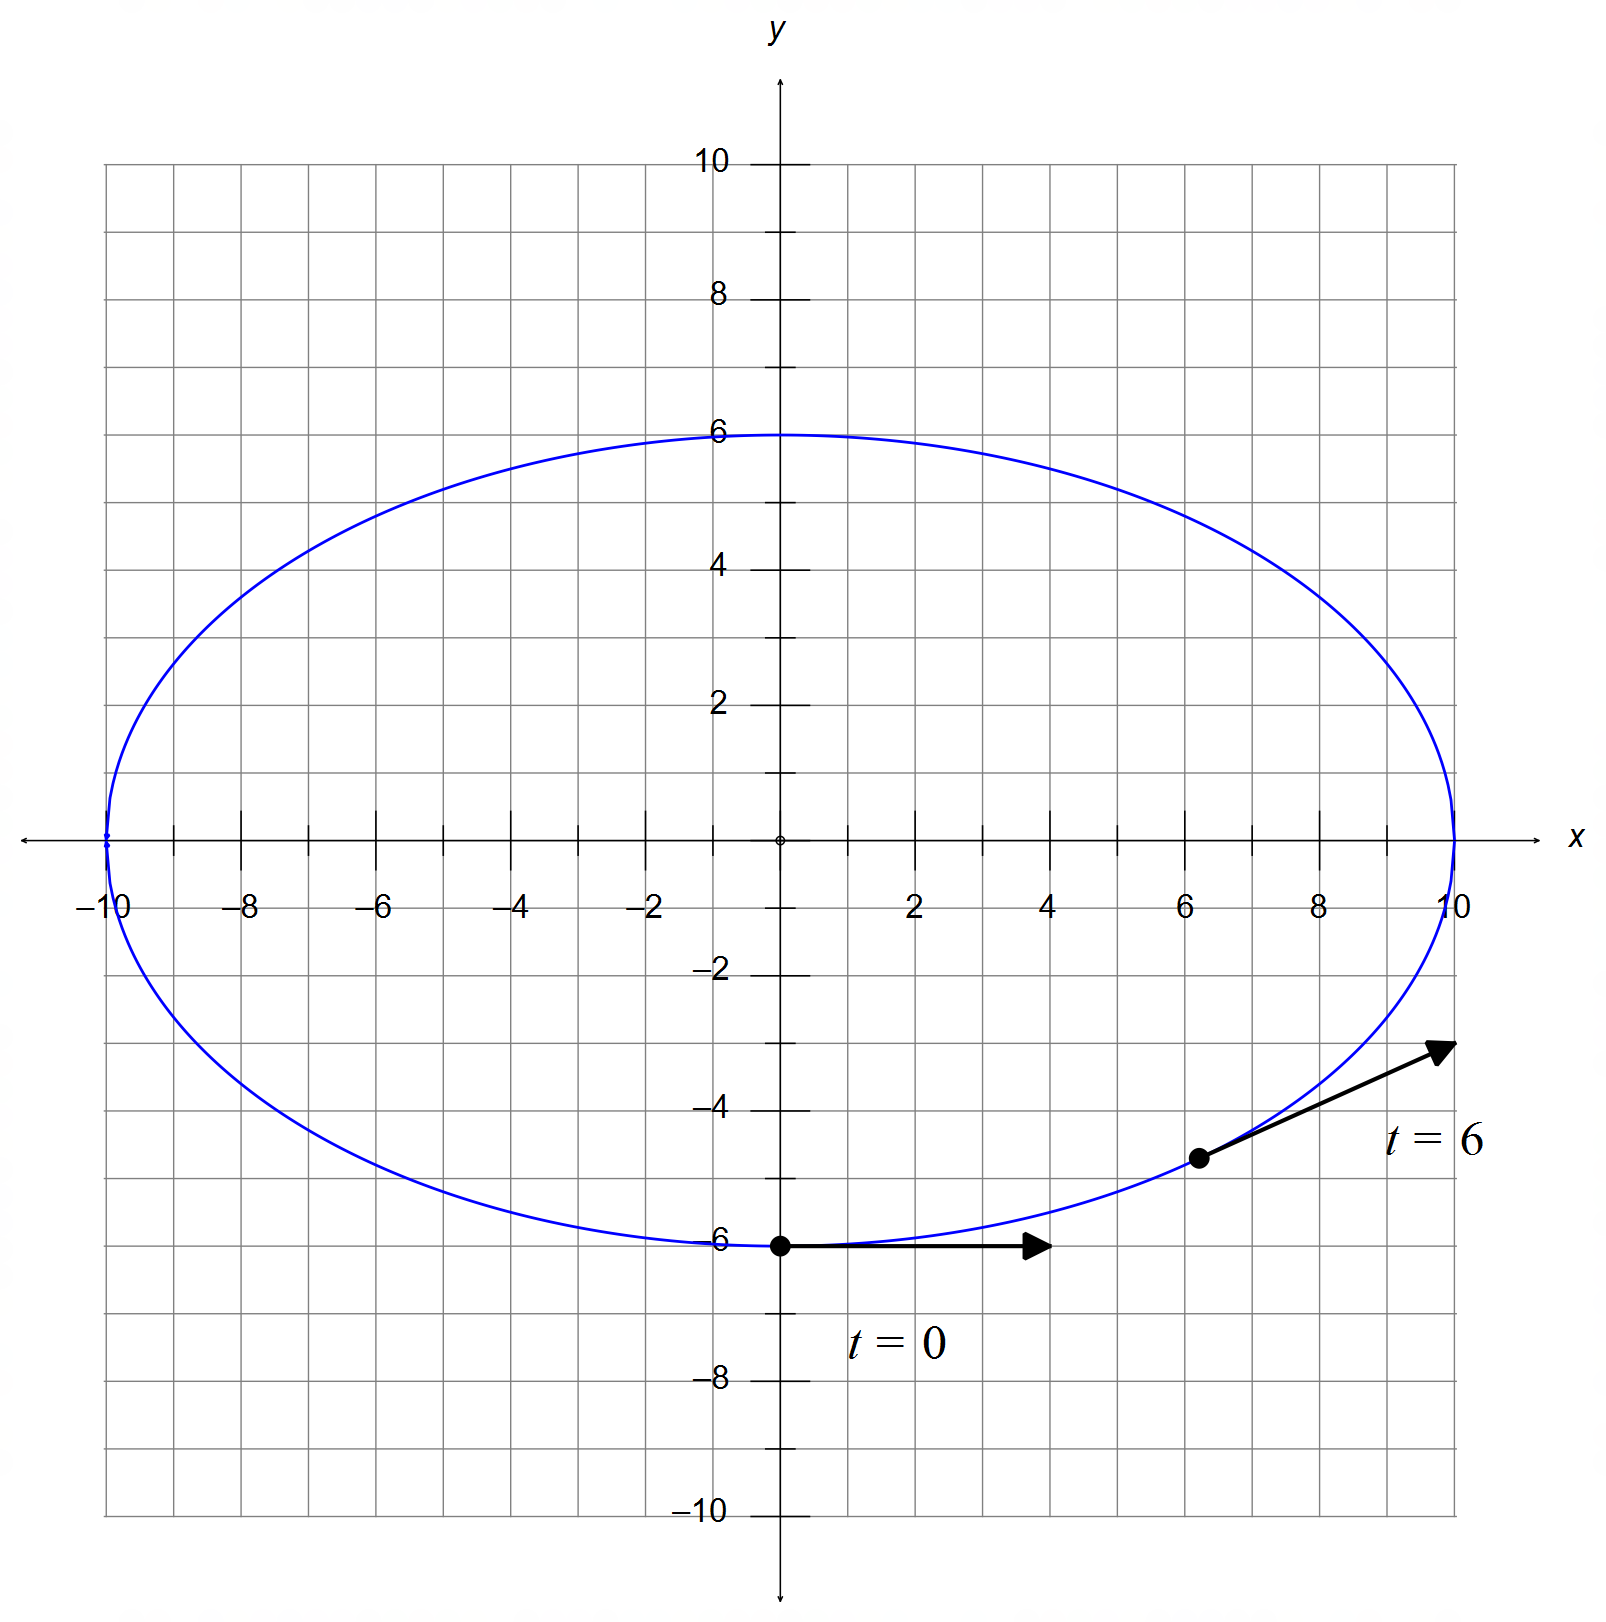 y
10
8
6
4
2
x
–10 –8 –6 –4 –2 2 4 6 8 10
–2
–4
t = 6
–6
t = 0
–8
–10